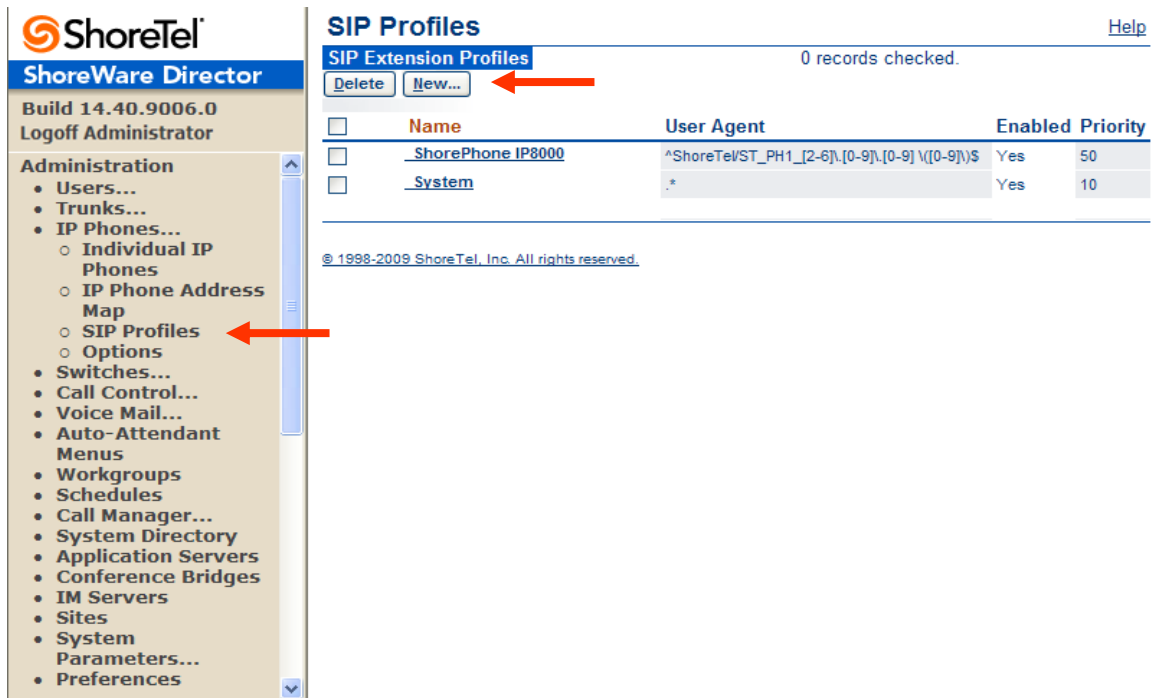 ShoreTel
ShoreWare Director
Build 14.40.9006.0
Logoff Administrator
Administration
• Users...
• Trunks...
• IP Phones...
○ Individual IP
Phones
○ IP Phone Address
Map
○ SIP Profiles
○ Options
• Switches...
• Call Control...
• Voice Mail...
• Auto-Attendant
Menus
• Workgroups
• Schedules
• Call Manager...
• System Directory
• Application Servers
• Conference Bridges
• IM Servers
• Sites
• System
Parameters...
• Preferences
SIP Profiles Help
SIP Extension Profiles 0 records checked.
Delete New...
Name User Agent Enabled Priority
_ShorePhone IP8000 ^ShoreTel/ST_PH1_[2-6]\.[0-9]\.[0-9] \([0-9]\)$ Yes 50
_System .* Yes 10
© 1998-2009 ShoreTel, Inc. All rights reserved.